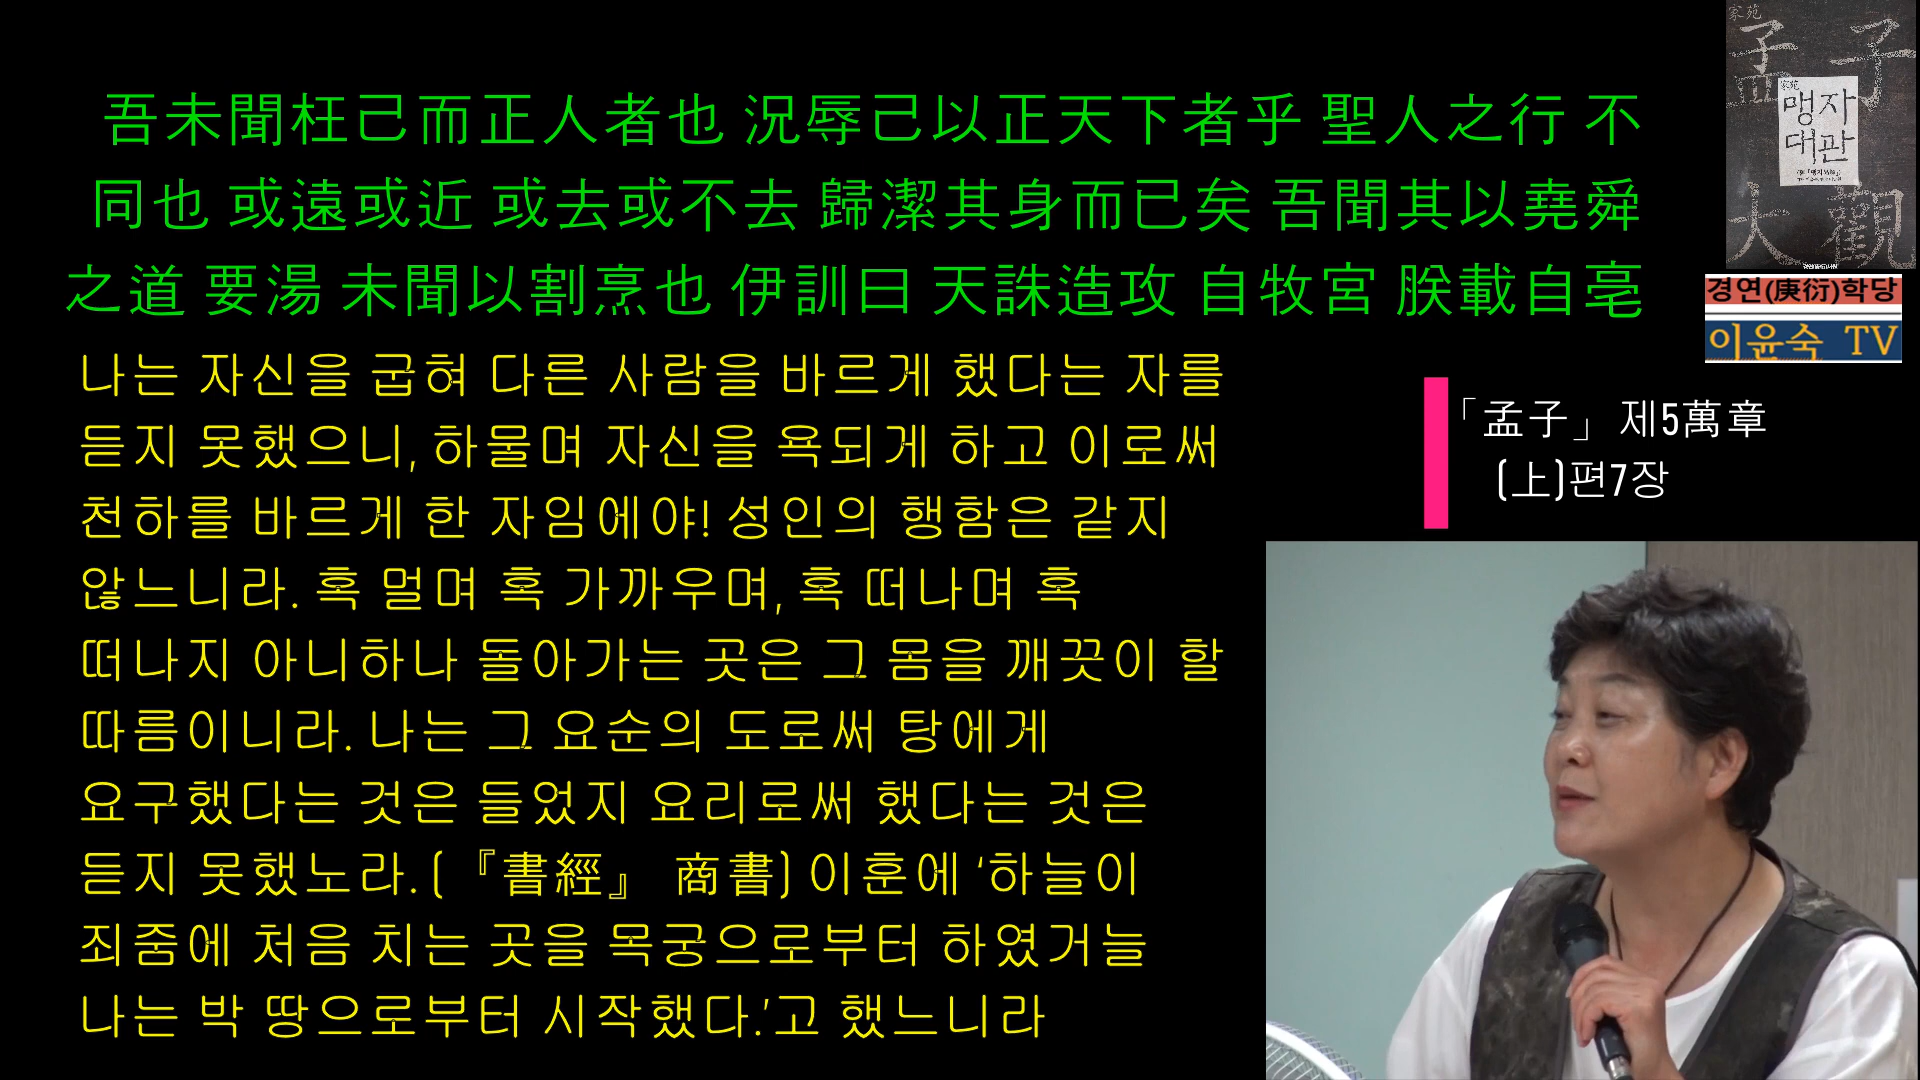 吾未聞枉己而正人者也 況辱己以正天下者乎 聖人之行 不
同也 或遠或近 或去或不去 歸潔其身而已矣 吾聞其以堯舜
之道 要湯 未聞以割烹也 伊訓曰 天誅造攻 自牧宮 朕載自亳
나는 자신을 굽혀 다른 사람을 바르게 했다는 자를
듣지 못했으니, 하물며 자신을 욕되게 하고 이로써
천하를 바르게 한 자임에야! 성인의 행함은 같지
않느니라. 혹 멀며 혹 가까우며, 혹 떠나며 혹
떠나지 아니하나 돌아가는 곳은 그 몸을 깨끗이 할
따름이니라. 나는 그 요순의 도로써 탕에게
요구했다는 것은 들었지 요리로써 했다는 것은
듣지 못했노라. (『書經』 商書) 이훈에 ‘하늘이
죄줌에 처음 치는 곳을 목궁으로부터 하였거늘
나는 박 땅으로부터 시작했다.’고 했느니라
家苑
孟子
맹자
대관
大觀
경연(庚衍)학당
이윤숙 TV
「孟子」 제5萬章
(上)편7장